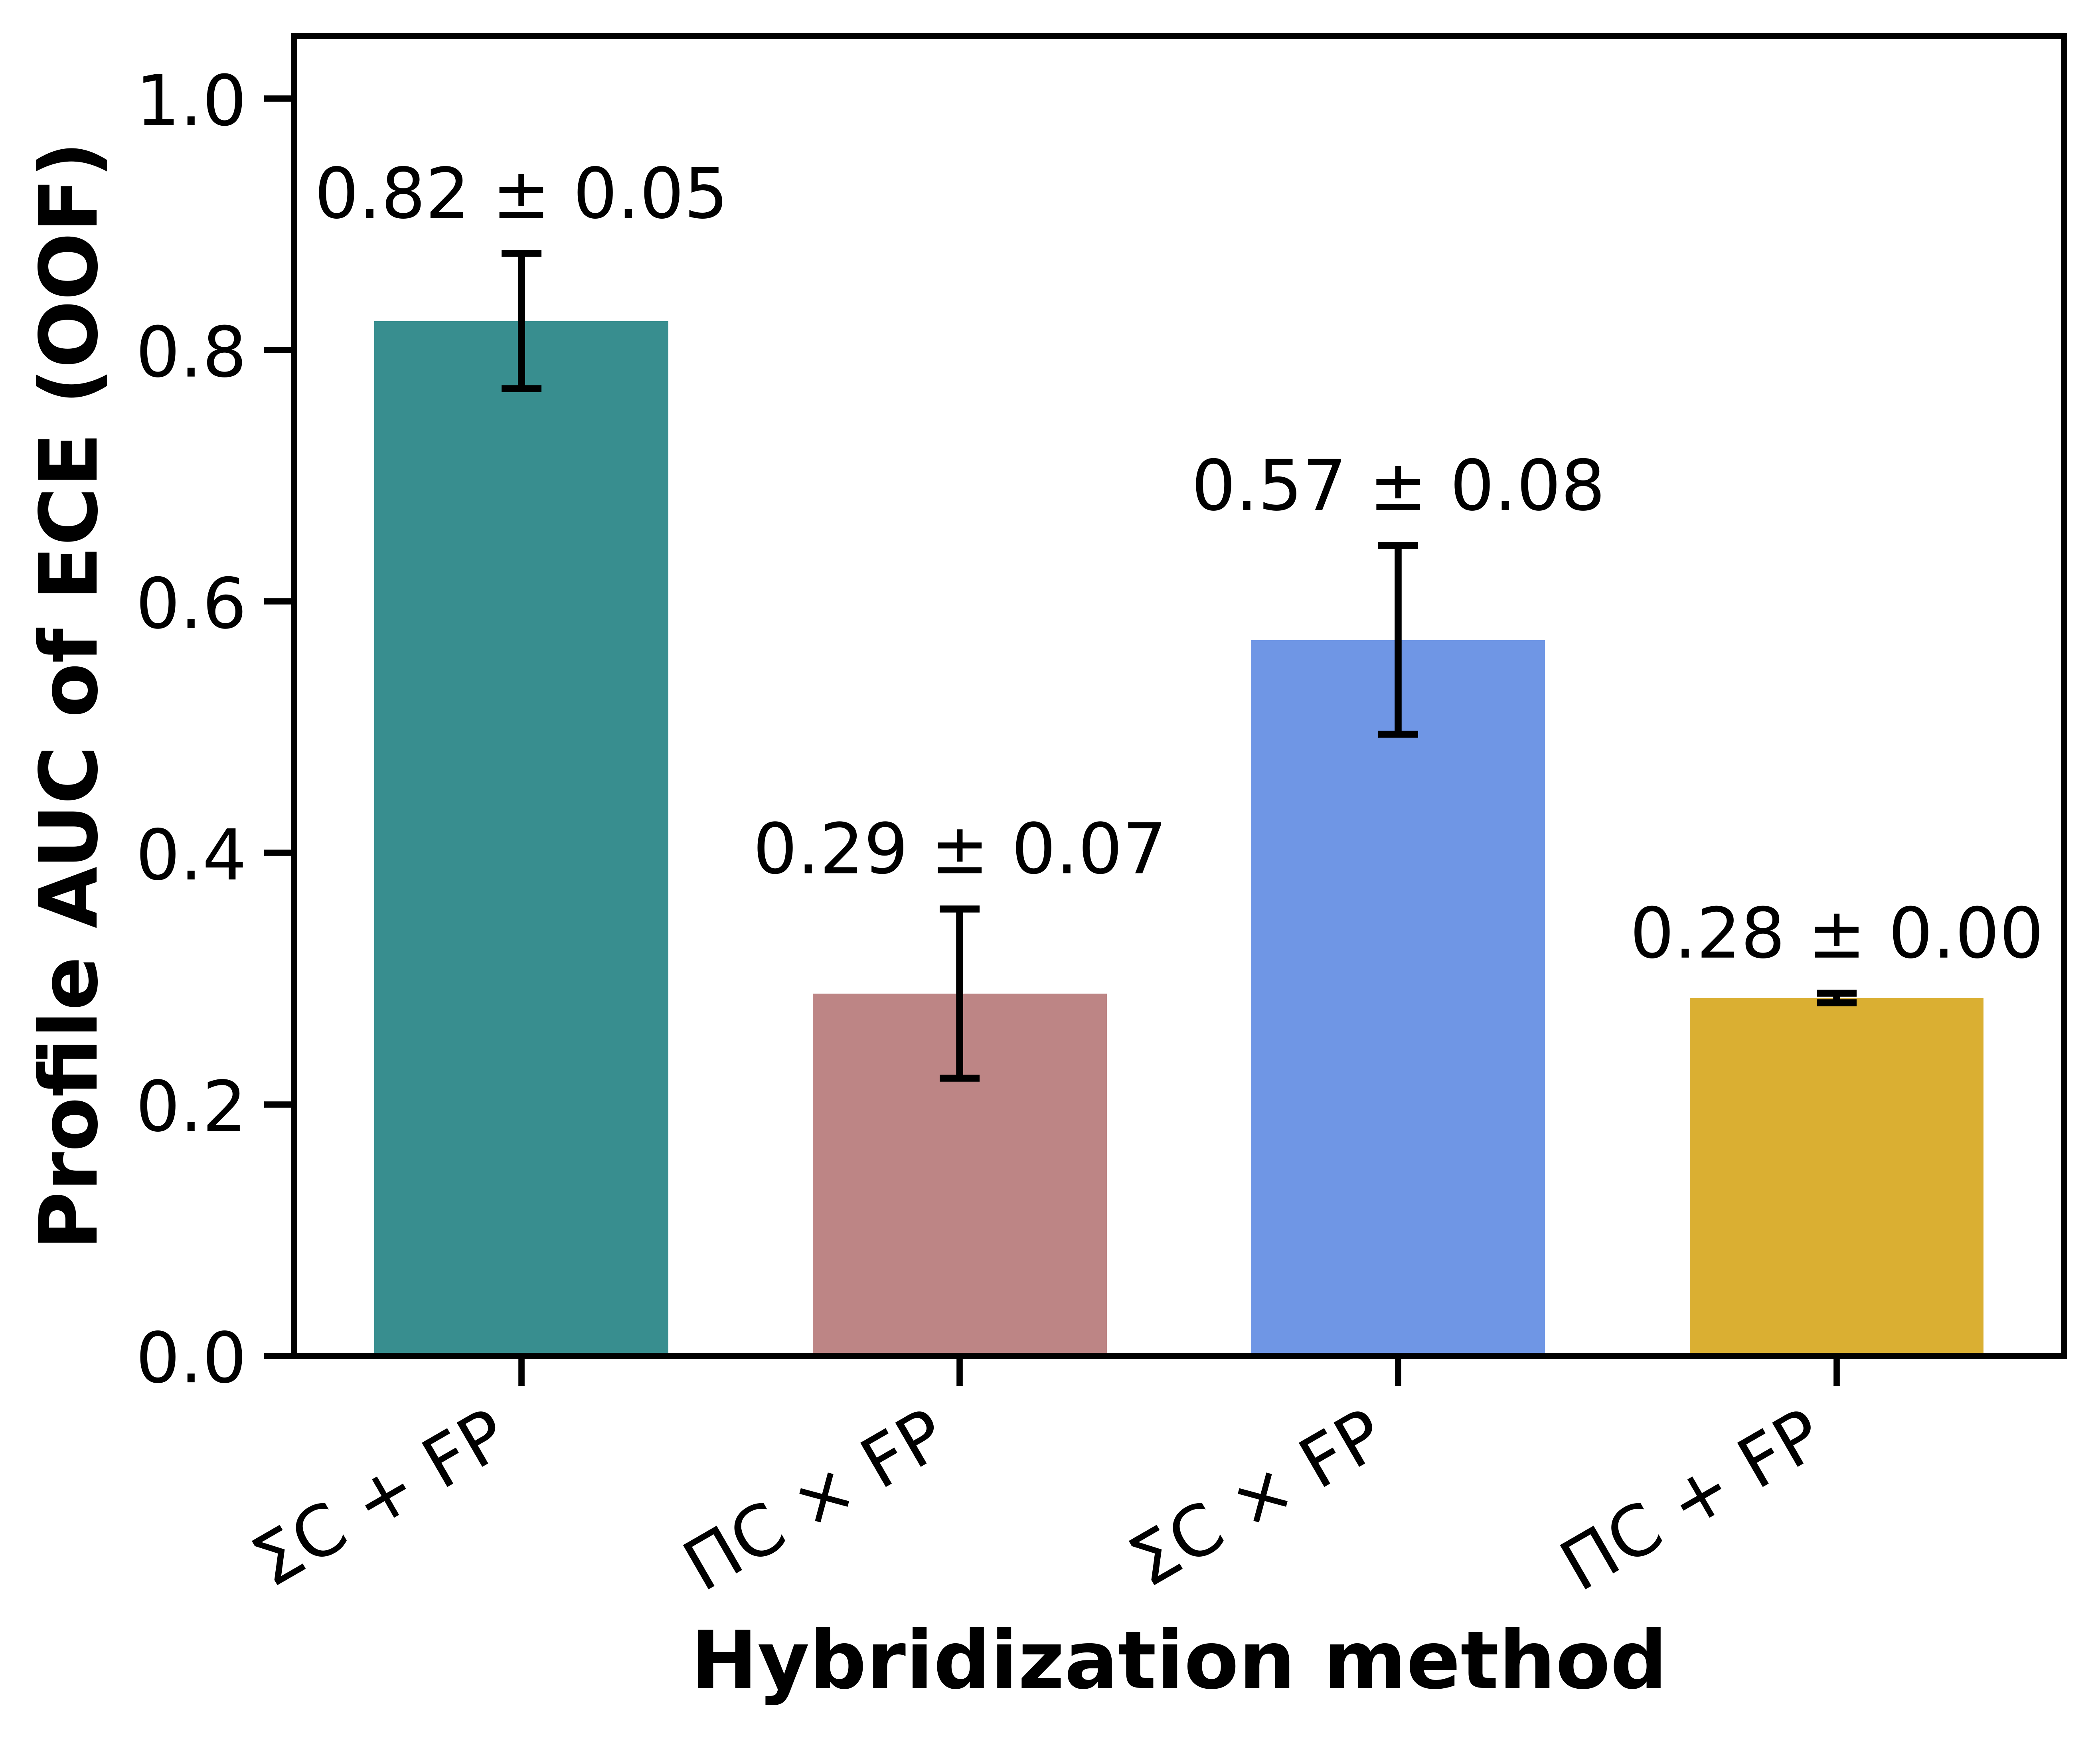 Profile AUC of ECE (OOF)
1.0
0.8
0.6
0.4
0.2
0.0
0.82 ± 0.05
0.29 ± 0.07
0.57 ± 0.08
0.28 ± 0.00
ΣC + FP
ΠC × FP
ΣC × FP
ΠC + FP
Hybridization method